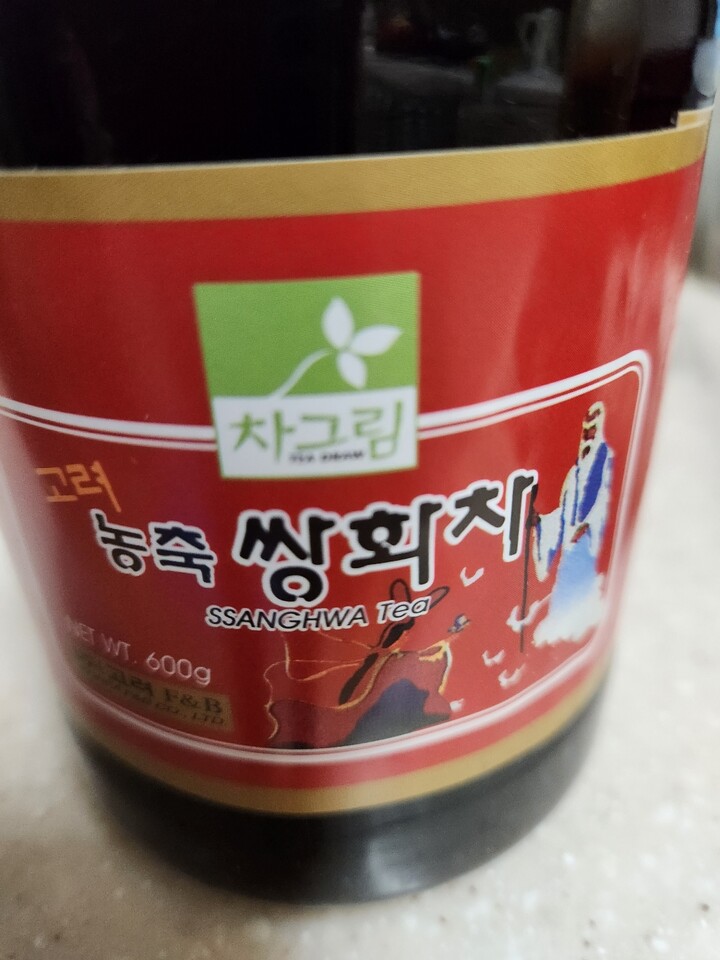 차그림
TEA DRAW
고려
농축 쌍화차
SSANGHWA Tea
NET WT. 600g
F&B
CO., LTD.